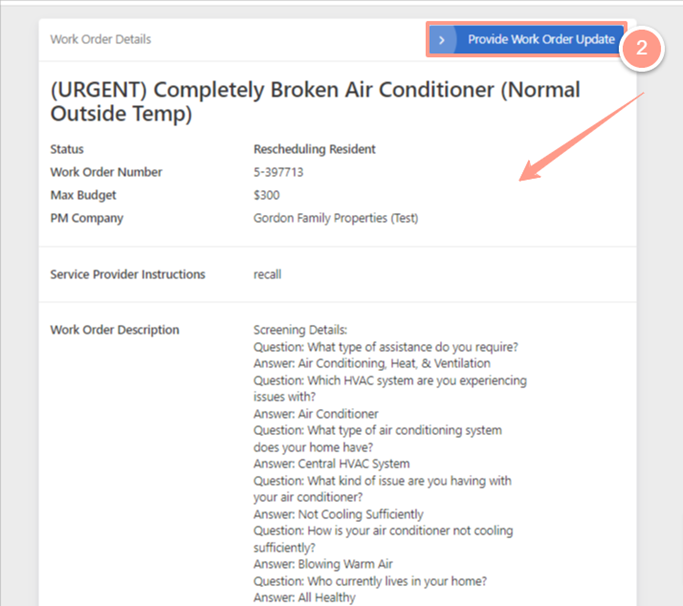 Work Order Details
Provide Work Order Update
2
(URGENT) Completely Broken Air Conditioner (Normal
Outside Temp)
Status Rescheduling Resident
Work Order Number 5-397713
Max Budget $300
PM Company Gordon Family Properties (Test)
Service Provider Instructions recall
Work Order Description Screening Details:
Question: What type of assistance do you require?
Answer: Air Conditioning, Heat, & Ventilation
Question: Which HVAC system are you experiencing
issues with?
Answer: Air Conditioner
Question: What type of air conditioning system
does your home have?
Answer: Central HVAC System
Question: What kind of issue are you having with
your air conditioner?
Answer: Not Cooling Sufficiently
Question: How is your air conditioner not cooling
sufficiently?
Answer: Blowing Warm Air
Question: Who currently lives in your home?
Answer: All Healthy